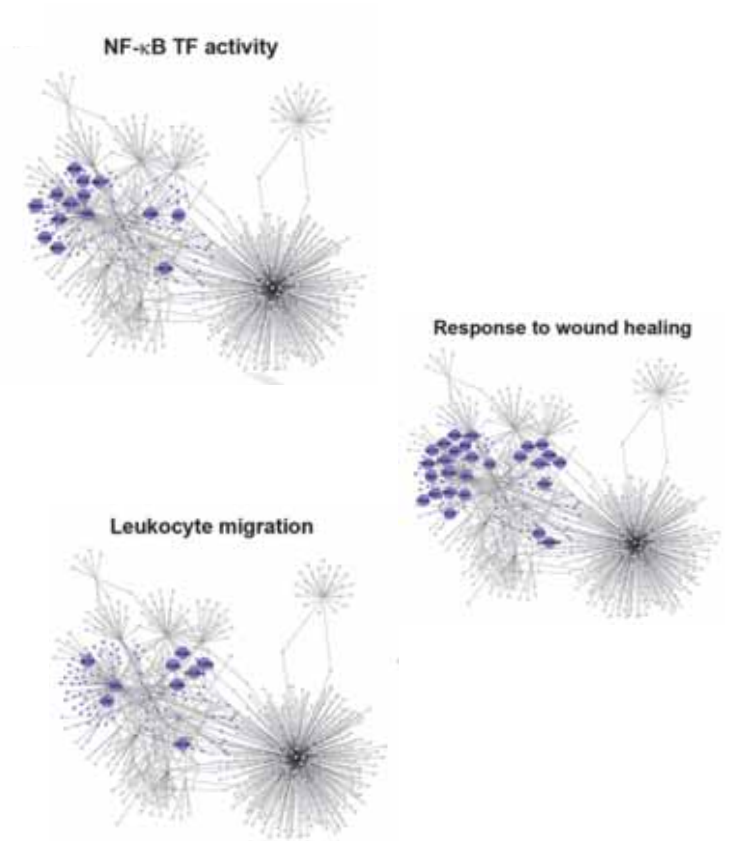 NF-κB TF activity
Response to wound healing
Leukocyte migration